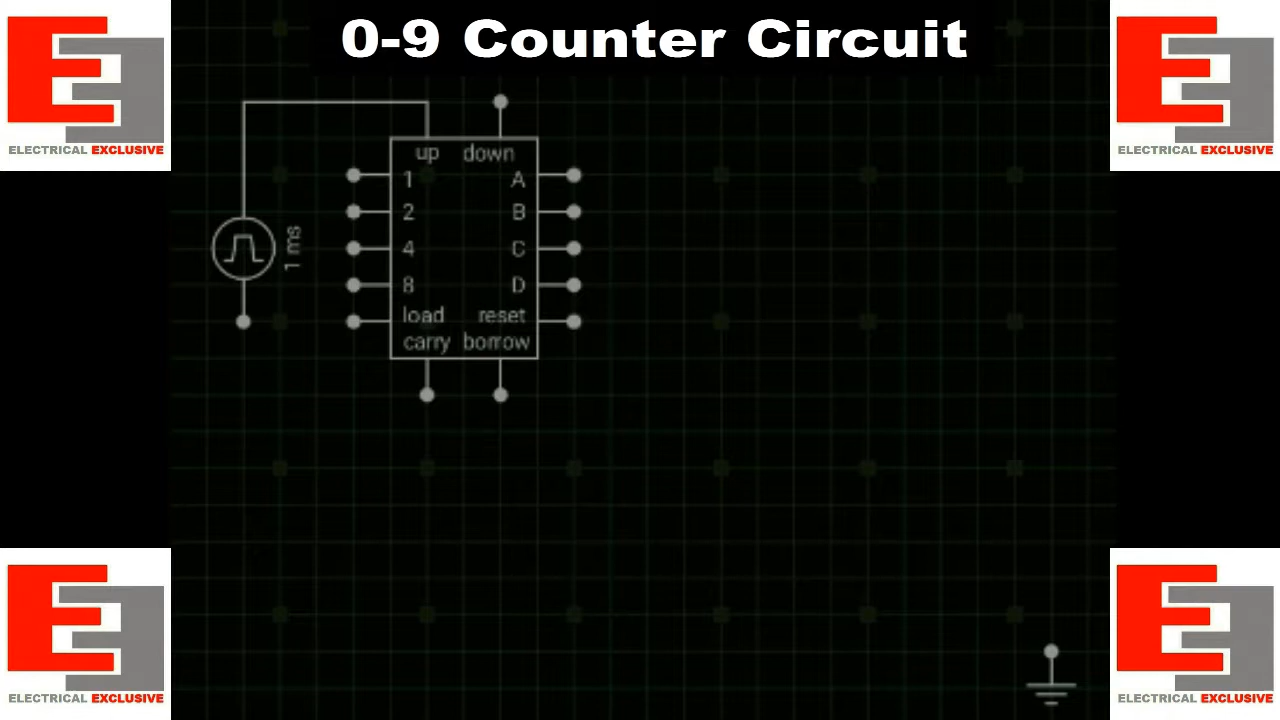 0-9 Counter Circuit
ELECTRICAL EXCLUSIVE
ELECTRICAL EXCLUSIVE
up down
1 A
2 B
4 C
8 D
1 ms
load reset
carry borrow
ELECTRICAL EXCLUSIVE
ELECTRICAL EXCLUSIVE